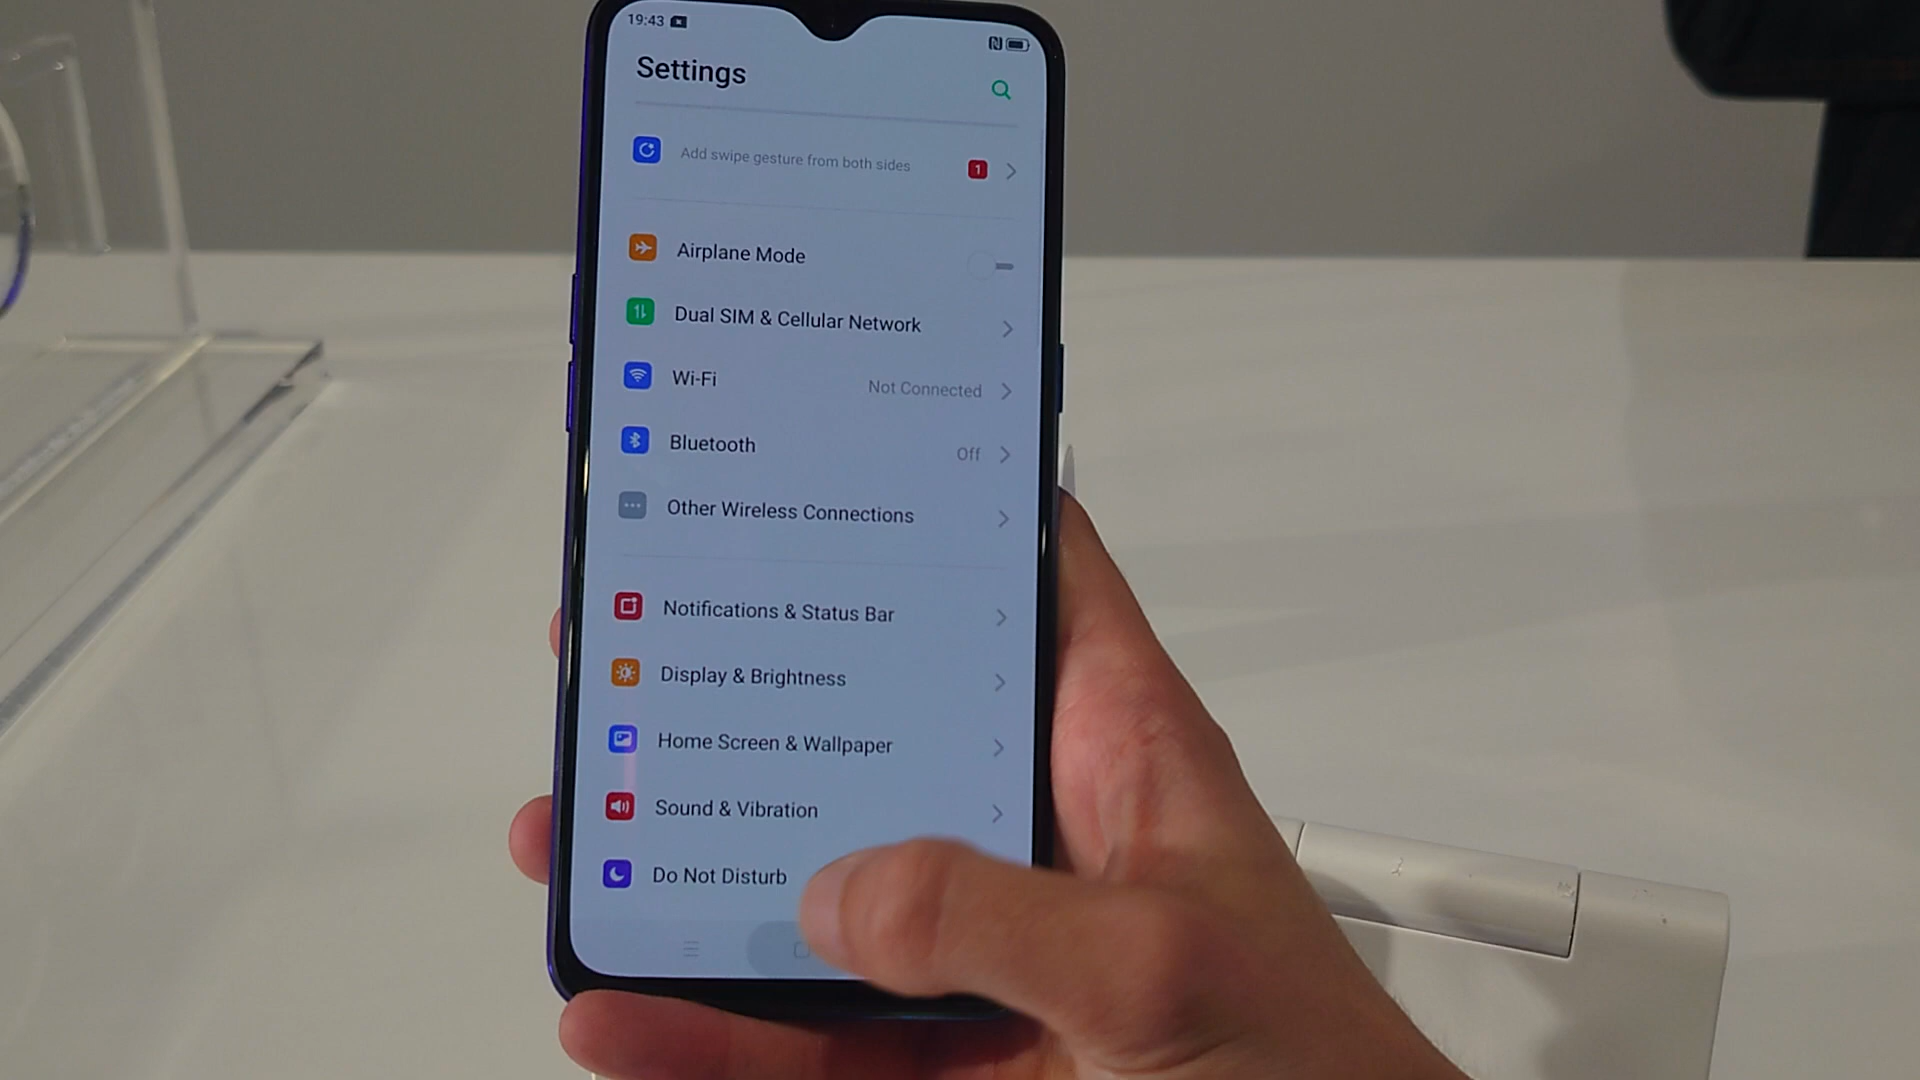 19:43
Settings
Add swipe gesture from both sides 1
Airplane Mode
Dual SIM & Cellular Network
Wi-Fi Not Connected
Bluetooth Off
Other Wireless Connections
Notifications & Status Bar
Display & Brightness
Home Screen & Wallpaper
Sound & Vibration
Do Not Disturb